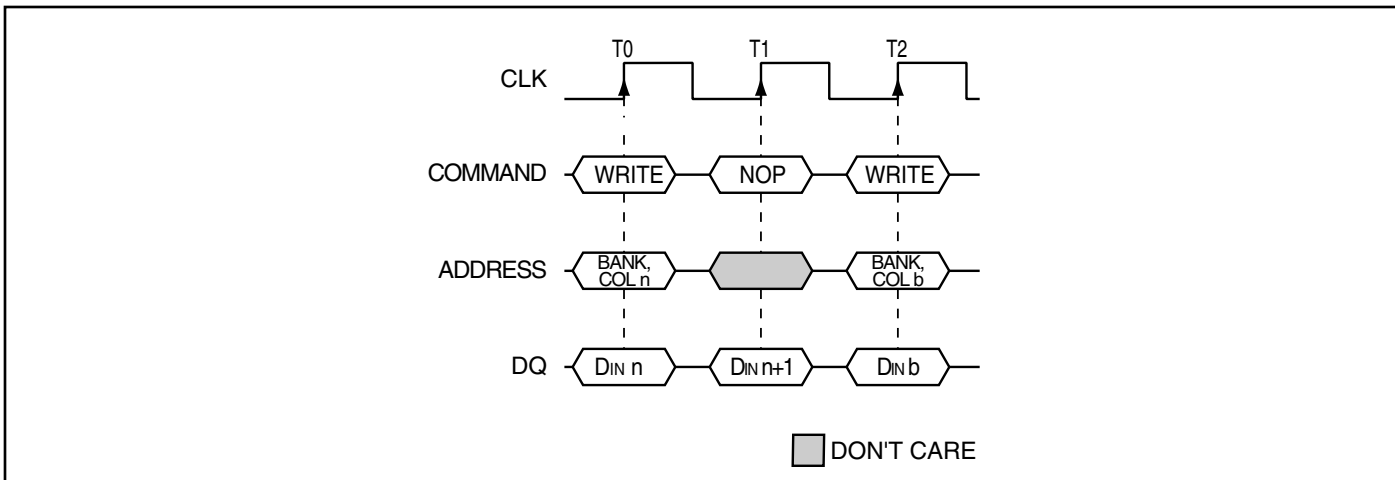 T0 T1 T2
CLK
COMMAND WRITE NOP WRITE
ADDRESS BANK, COL n BANK, COL b
DQ DIN n DIN n+1 DIN b
DON'T CARE